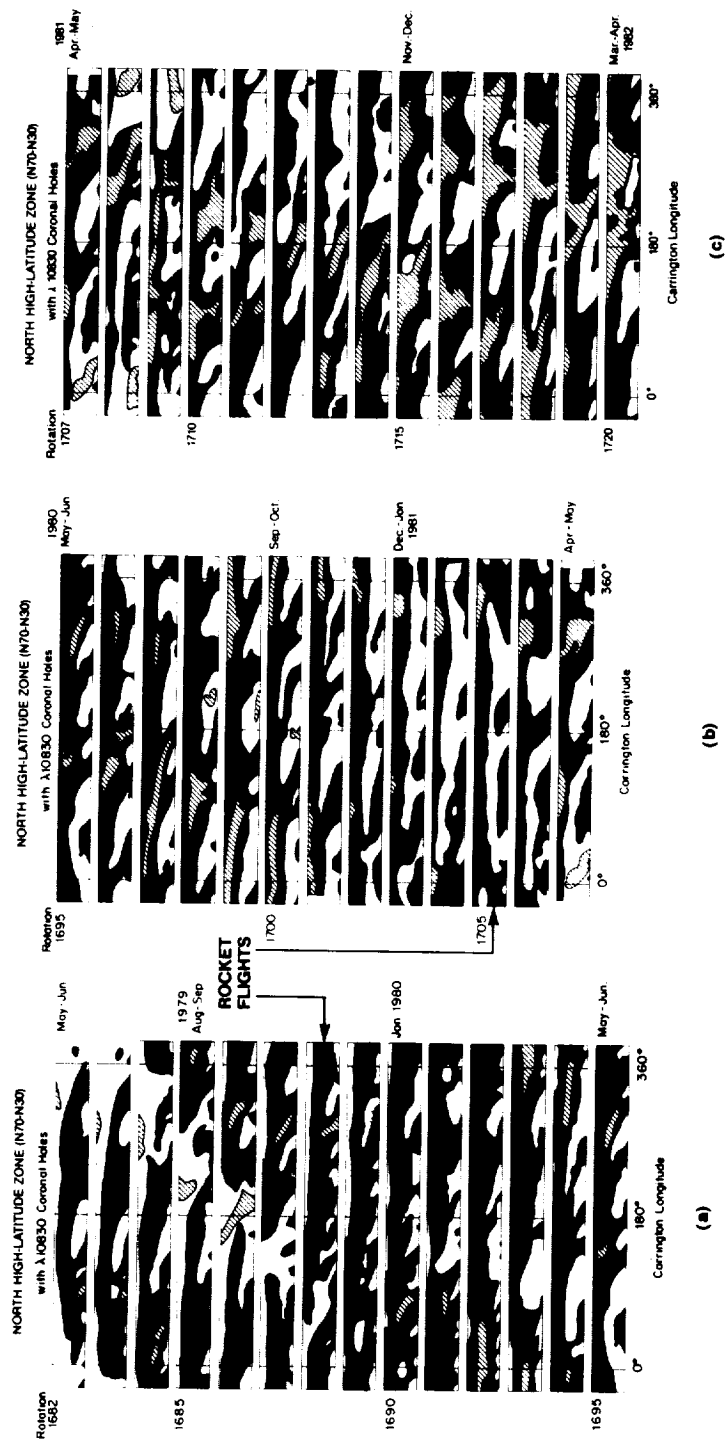 NORTH HIGH-LATITUDE ZONE (N70-N30)
with λ10830 Coronal Holes
Rotation
1682
May-Jun
1685
1979
Aug-Sep
ROCKET
FLIGHTS
1690
Jan 1980
1695
May-Jun.
0°
180°
360°
Carrington Longitude
(a)
NORTH HIGH-LATITUDE ZONE (N70-N30)
with λ10830 Coronal Holes
Rotation
1695
1980
May-Jun
1700
Sep-Oct.
Dec-Jan
1981
1705
Apr-May
0°
180°
360°
Carrington Longitude
(b)
NORTH HIGH-LATITUDE ZONE (N70-N30)
with λ 10830 Coronal Holes
Rotation
1707
1981
Apr-May
1710
1715
Nov-Dec.
1720
Mar-Apr.
1982
0°
180°
360°
Carrington Longitude
(c)